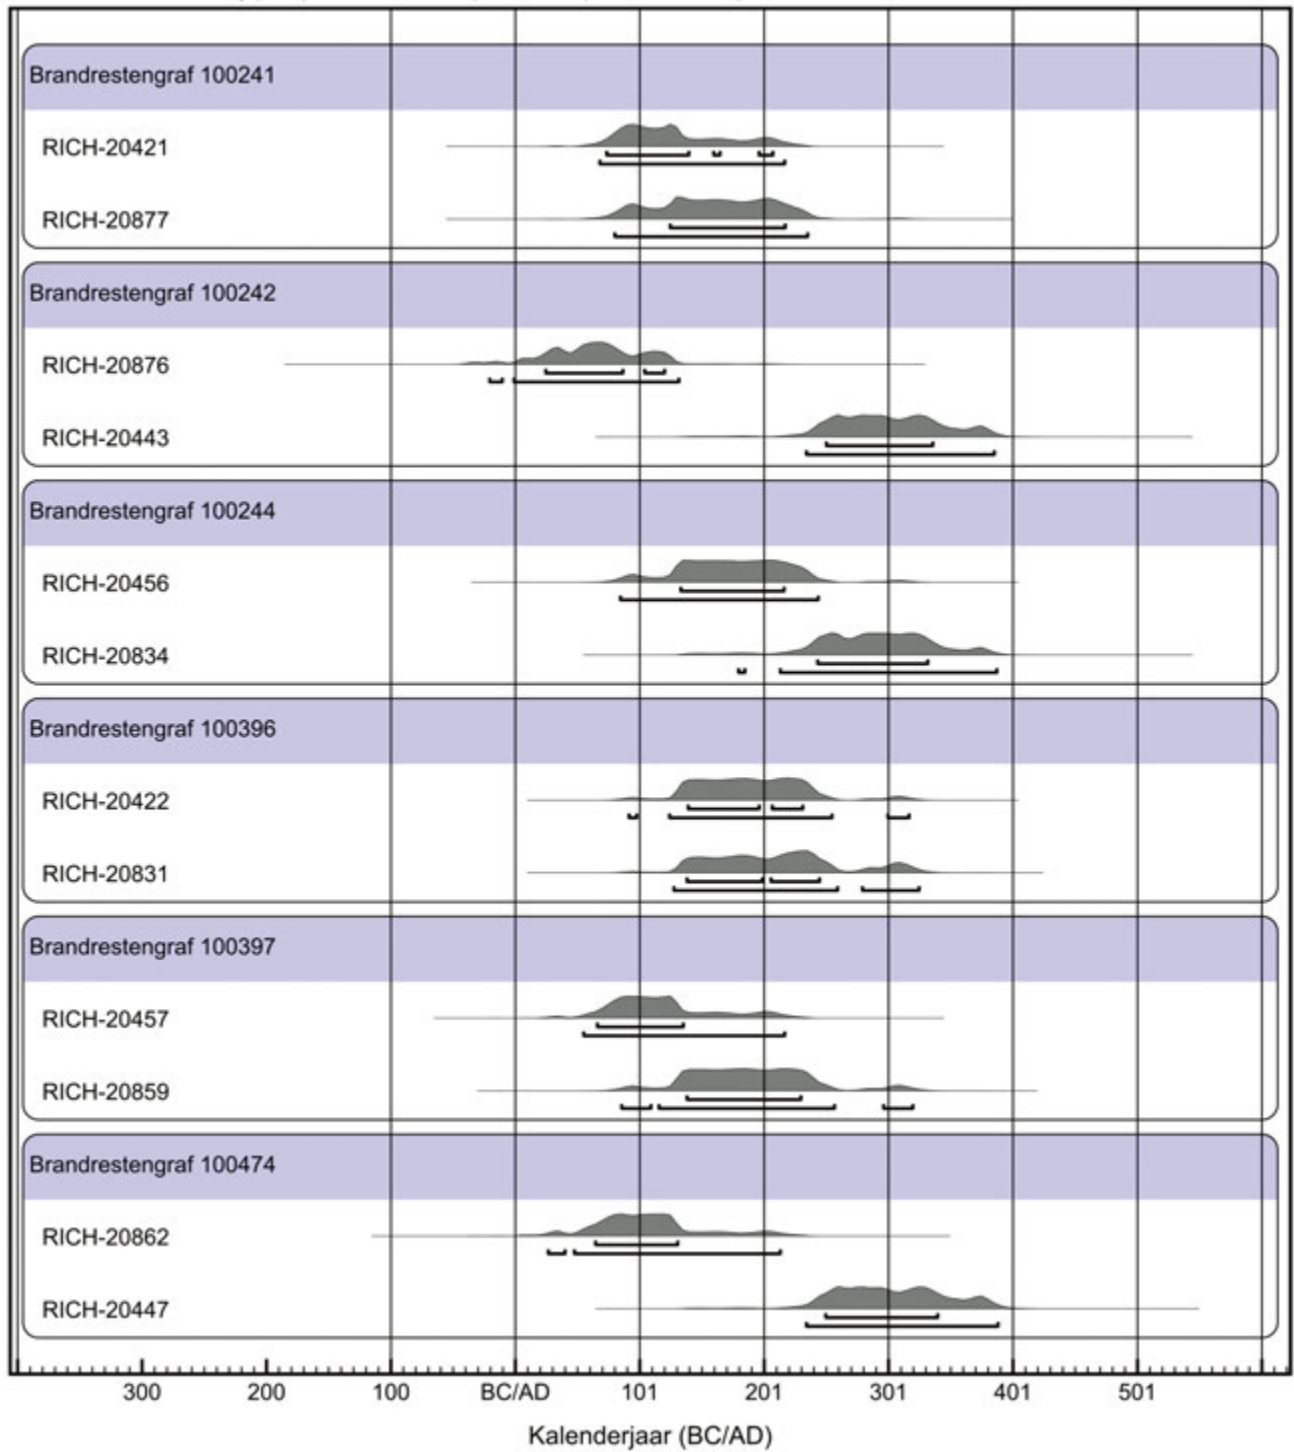 Brandrestengraf 100241
RICH-20421
RICH-20877
Brandrestengraf 100242
RICH-20876
RICH-20443
Brandrestengraf 100244
RICH-20456
RICH-20834
Brandrestengraf 100396
RICH-20422
RICH-20831
Brandrestengraf 100397
RICH-20457
RICH-20859
Brandrestengraf 100474
RICH-20862
RICH-20447
300 200 100 BC/AD 101 201 301 401 501
Kalenderjaar (BC/AD)